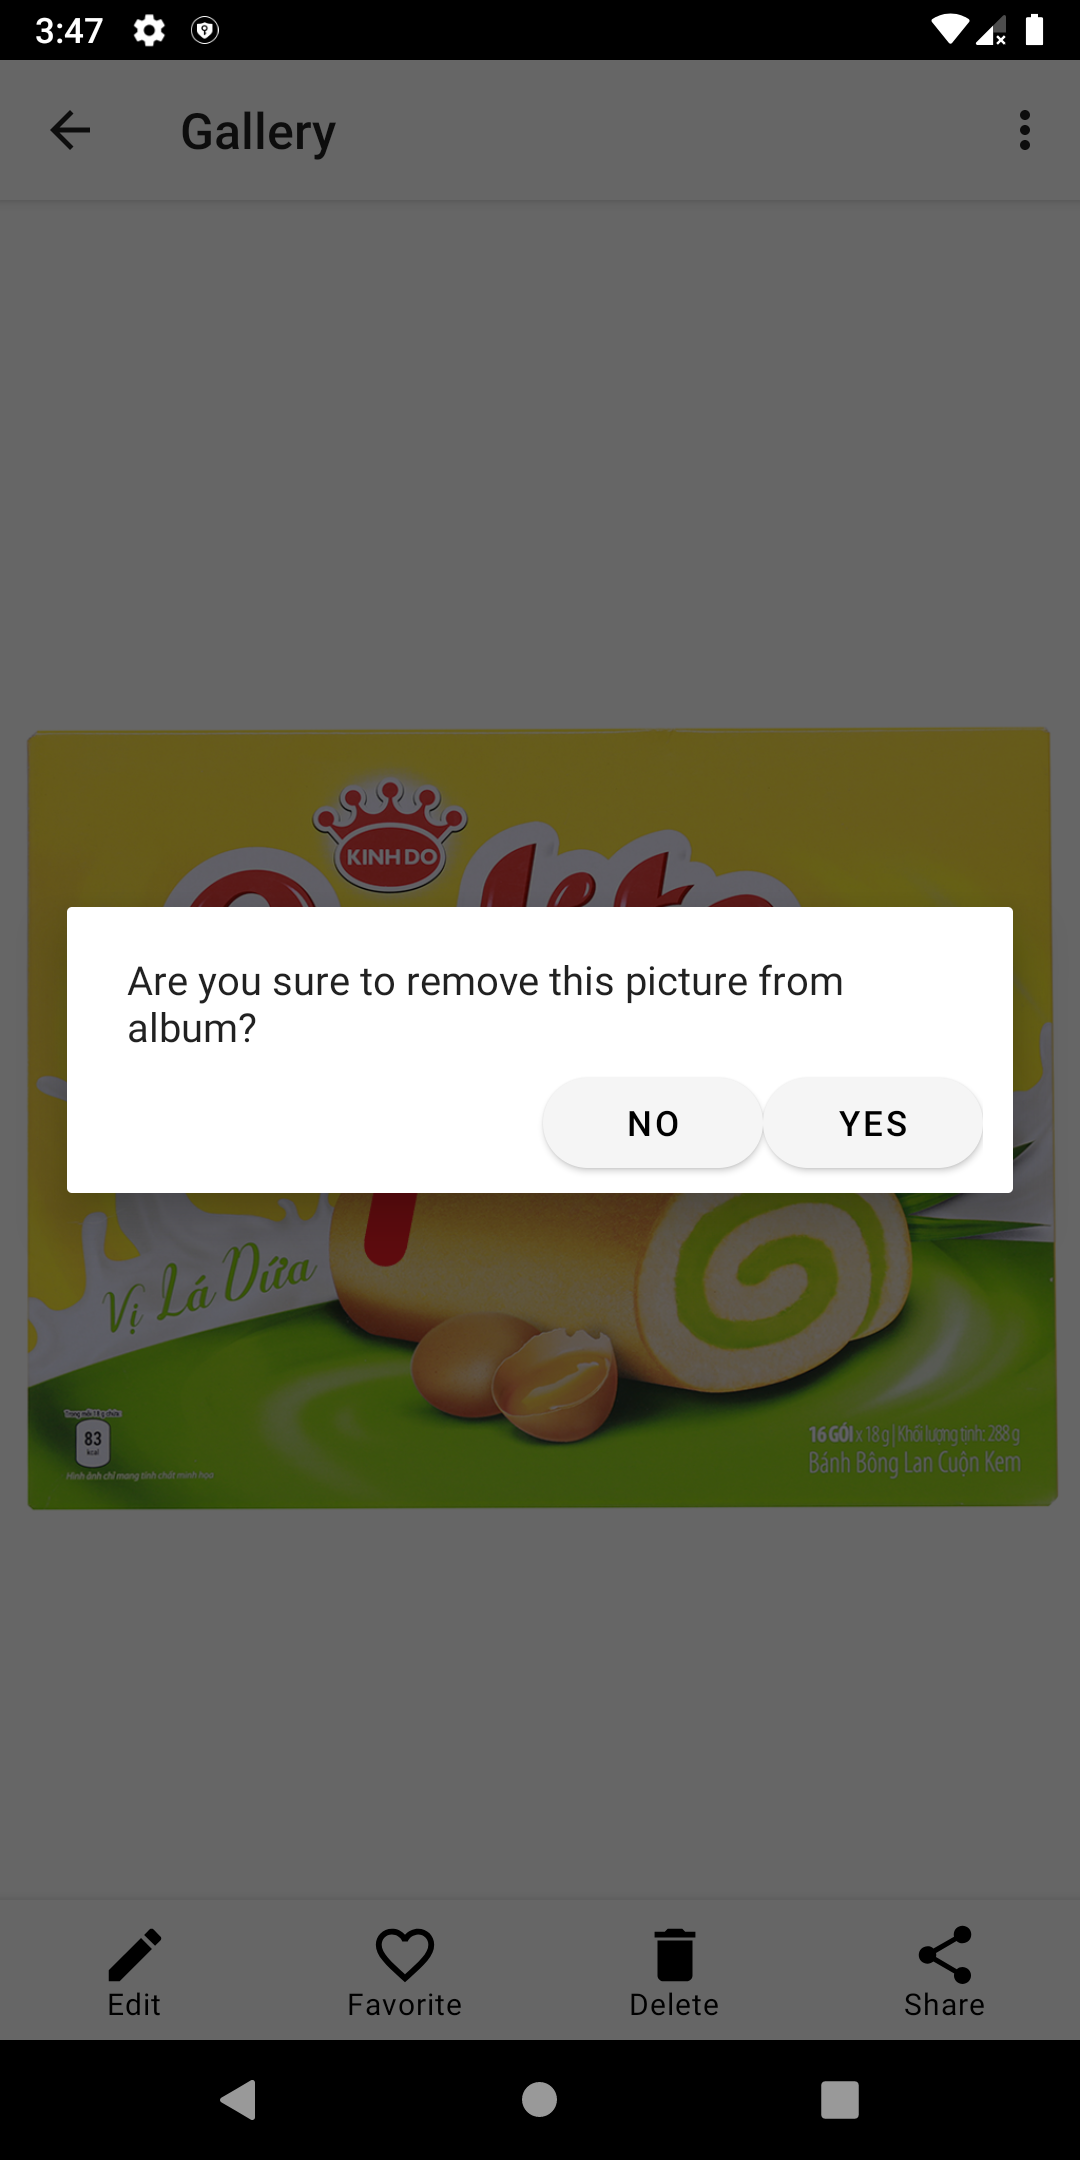 3:47
Gallery
KINH DO
Are you sure to remove this picture from
album?
NO YES
Vị Lá Dứa
83
kcal
Hình ảnh chỉ mang tính chất minh họa
16 GÓI x 18 g | Khối lượng tịnh: 288 g
Bánh Bông Lan Cuộn Kem
Edit Favorite Delete Share